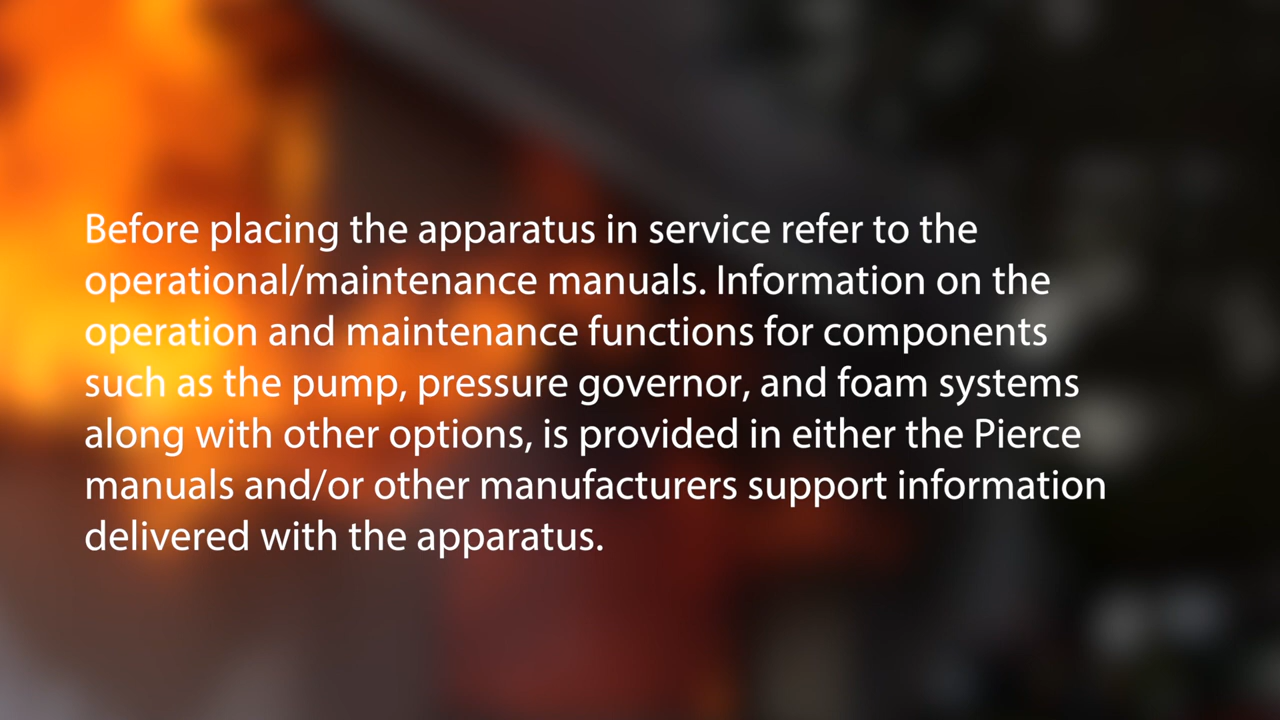 Before placing the apparatus in service refer to the
operational/maintenance manuals. Information on the
operation and maintenance functions for components
such as the pump, pressure governor, and foam systems
along with other options, is provided in either the Pierce
manuals and/or other manufacturers support information
delivered with the apparatus.